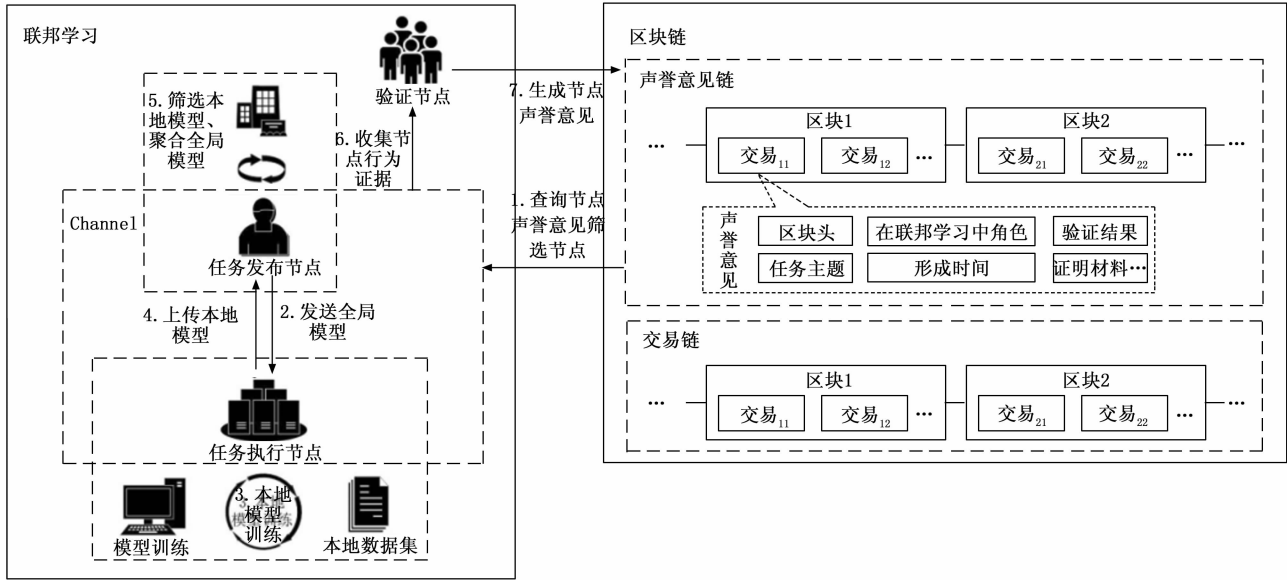 联邦学习
验证节点
5.筛选本
地模型、
聚合全局
模型
6.收集节
点行为
证据
Channel
任务发布节点
4.上传本地
模型
2.发送全局
模型
任务执行节点
3.本地
模型
训练
模型训练
本地数据集
7.生成节点
声誉意见
1.查询节点
声誉意见筛
选节点
区块链
声誉意见链
… 区块1 区块2 …
交易11 交易12 … 交易21 交易22 …
声誉意见
区块头 在联邦学习中角色 验证结果
任务主题 形成时间 证明材料…
交易链
… 区块1 区块2 …
交易11 交易12 … 交易21 交易22 …